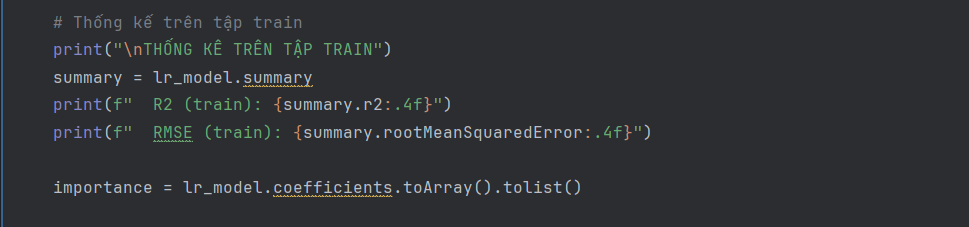 # Thống kế trên tập train
print("\nTHỐNG KÊ TRÊN TẬP TRAIN")
summary = lr_model.summary
print(f"  R2 (train): {summary.r2:.4f}")
print(f"  RMSE (train): {summary.rootMeanSquaredError:.4f}")
importance = lr_model.coefficients.toArray().tolist()